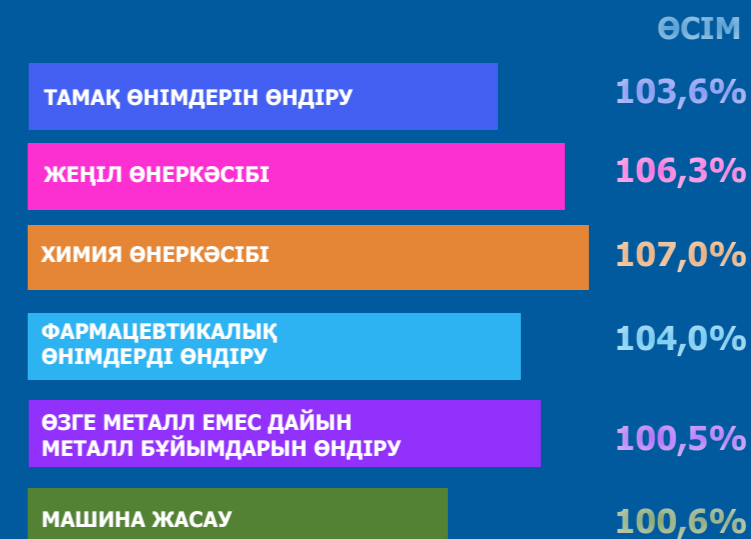 ӨСІМ
ТАМАҚ ӨНІМДЕРІН ӨНДІРУ 103,6%
ЖЕҢІЛ ӨНЕРКӘСІБІ 106,3%
ХИМИЯ ӨНЕРКӘСІБІ 107,0%
ФАРМАЦЕВТИКАЛЫҚ
ӨНІМДЕРДІ ӨНДІРУ 104,0%
ӨЗГЕ МЕТАЛЛ ЕМЕС ДАЙЫН
МЕТАЛЛ БҰЙЫМДАРЫН ӨНДІРУ 100,5%
МАШИНА ЖАСАУ 100,6%